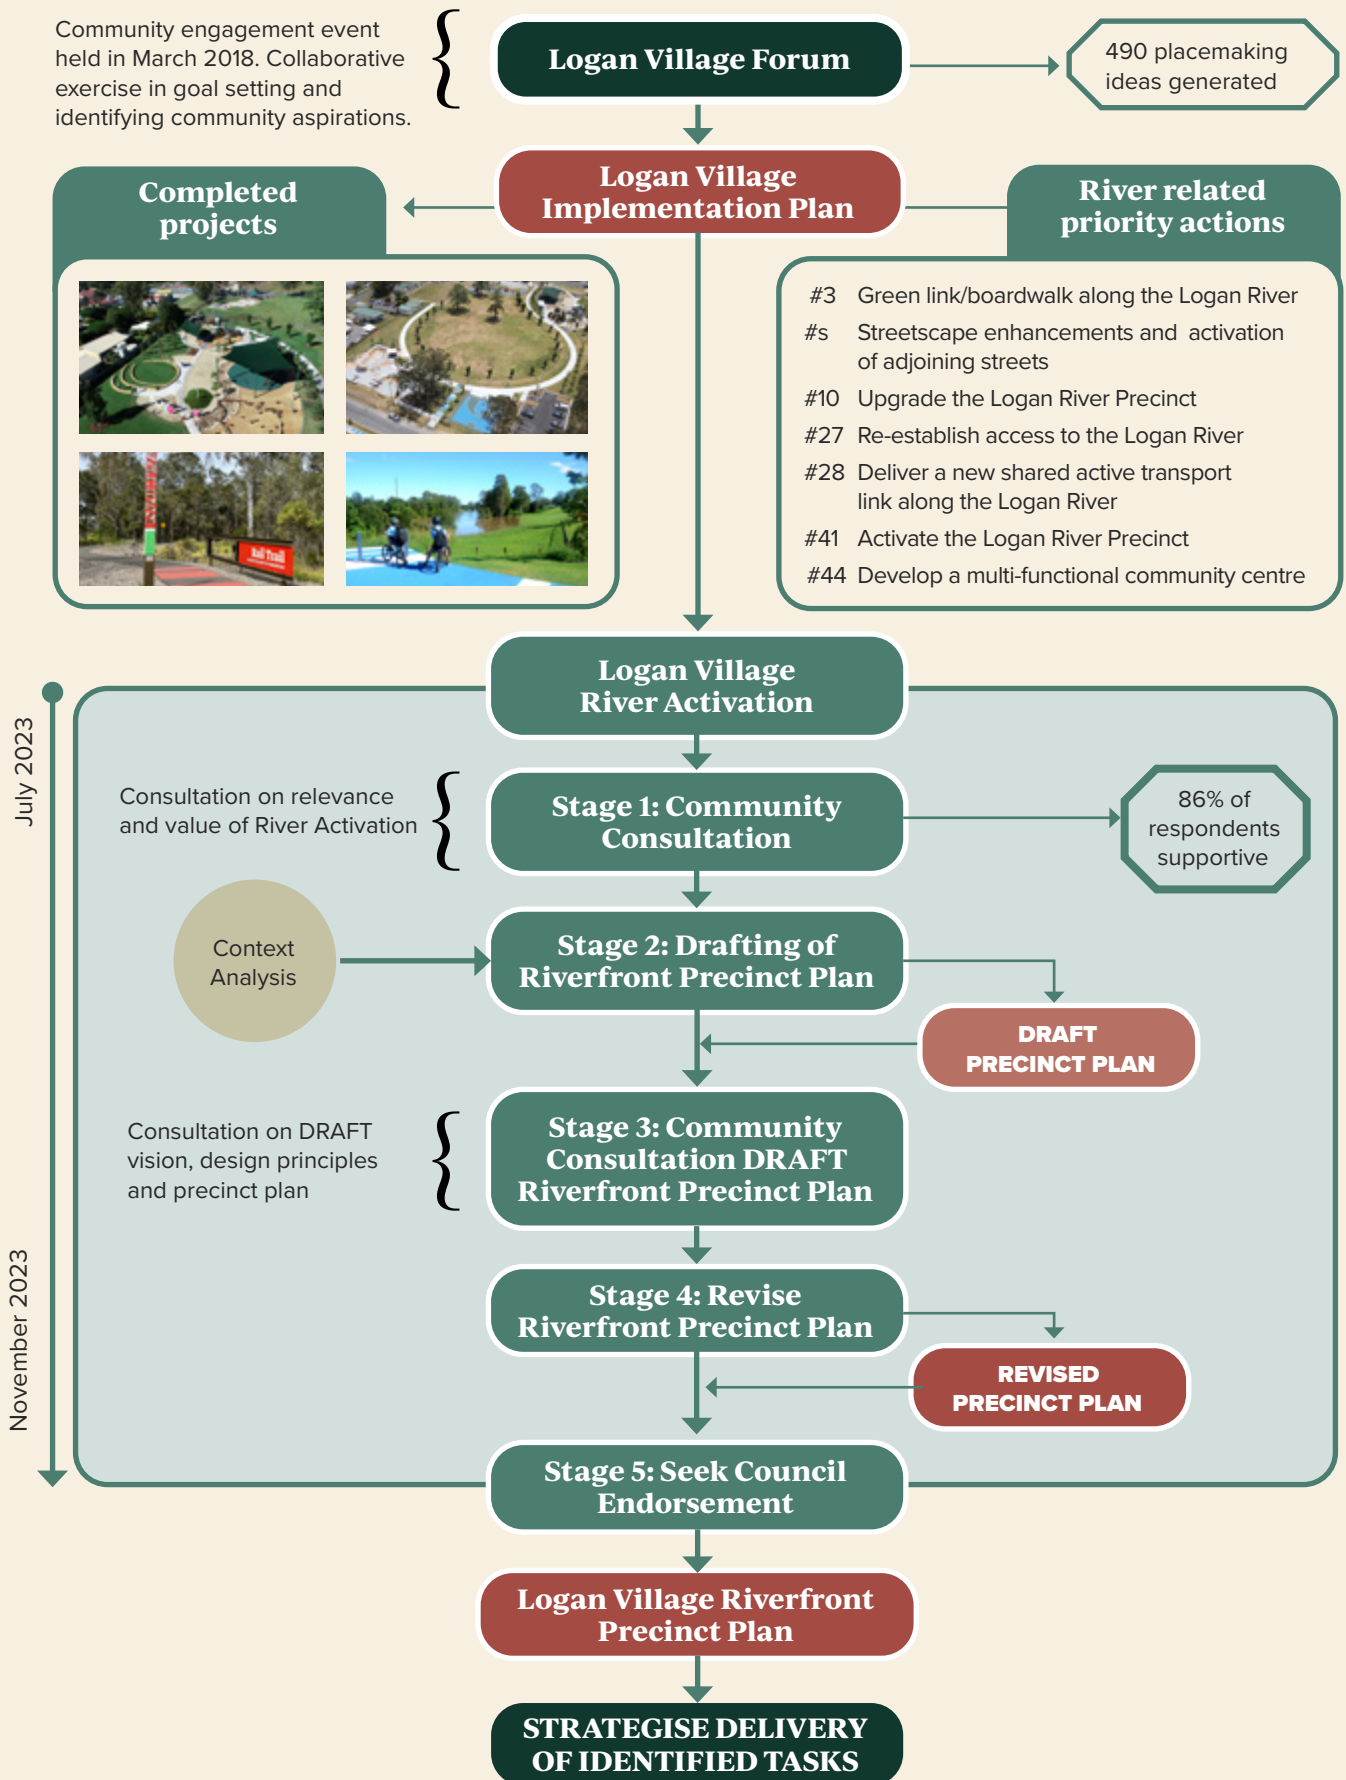 Community engagement event
held in March 2018. Collaborative
exercise in goal setting and
identifying community aspirations.
Logan Village Forum
490 placemaking
ideas generated
Logan Village
Implementation Plan
Completed
projects
Rail Trail
River related
priority actions
#3 Green link/boardwalk along the Logan River
#s Streetscape enhancements and activation
of adjoining streets
#10 Upgrade the Logan River Precinct
#27 Re-establish access to the Logan River
#28 Deliver a new shared active transport
link along the Logan River
#41 Activate the Logan River Precinct
#44 Develop a multi-functional community centre
Logan Village
River Activation
July 2023
Consultation on relevance
and value of River Activation
Stage 1: Community
Consultation
86% of
respondents
supportive
Context
Analysis
Stage 2: Drafting of
Riverfront Precinct Plan
DRAFT
PRECINCT PLAN
Consultation on DRAFT
vision, design principles
and precinct plan
Stage 3: Community
Consultation DRAFT
Riverfront Precinct Plan
November 2023
Stage 4: Revise
Riverfront Precinct Plan
REVISED
PRECINCT PLAN
Stage 5: Seek Council
Endorsement
Logan Village Riverfront
Precinct Plan
STRATEGISE DELIVERY
OF IDENTIFIED TASKS